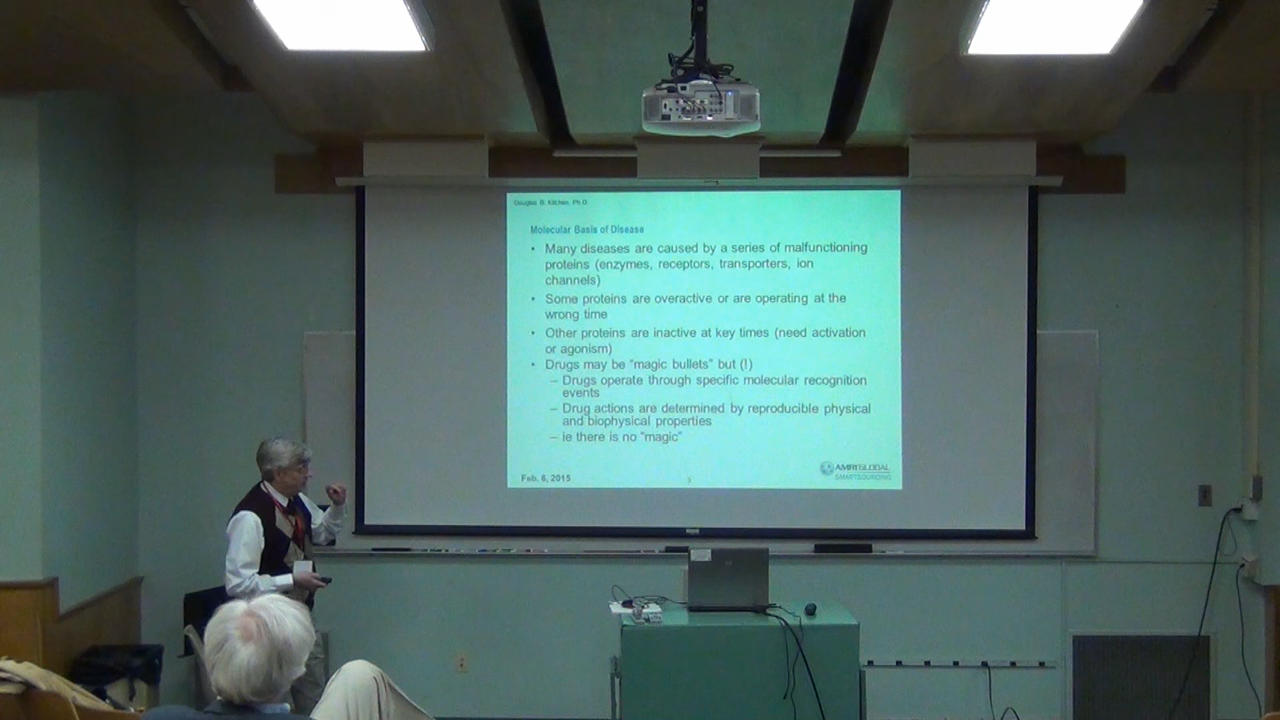 Douglas B. Kitchen, Ph.D.
Molecular Basis of Disease
• Many diseases are caused by a series of malfunctioning
proteins (enzymes, receptors, transporters, ion
channels)
• Some proteins are overactive or are operating at the
wrong time
• Other proteins are inactive at key times (need activation
or agonism)
• Drugs may be "magic bullets" but (!)
– Drugs operate through specific molecular recognition
events
– Drug actions are determined by reproducible physical
and biophysical properties
– ie there is no "magic"
Feb. 6, 2015
3
AMRI GLOBAL
SMARTSOURCING